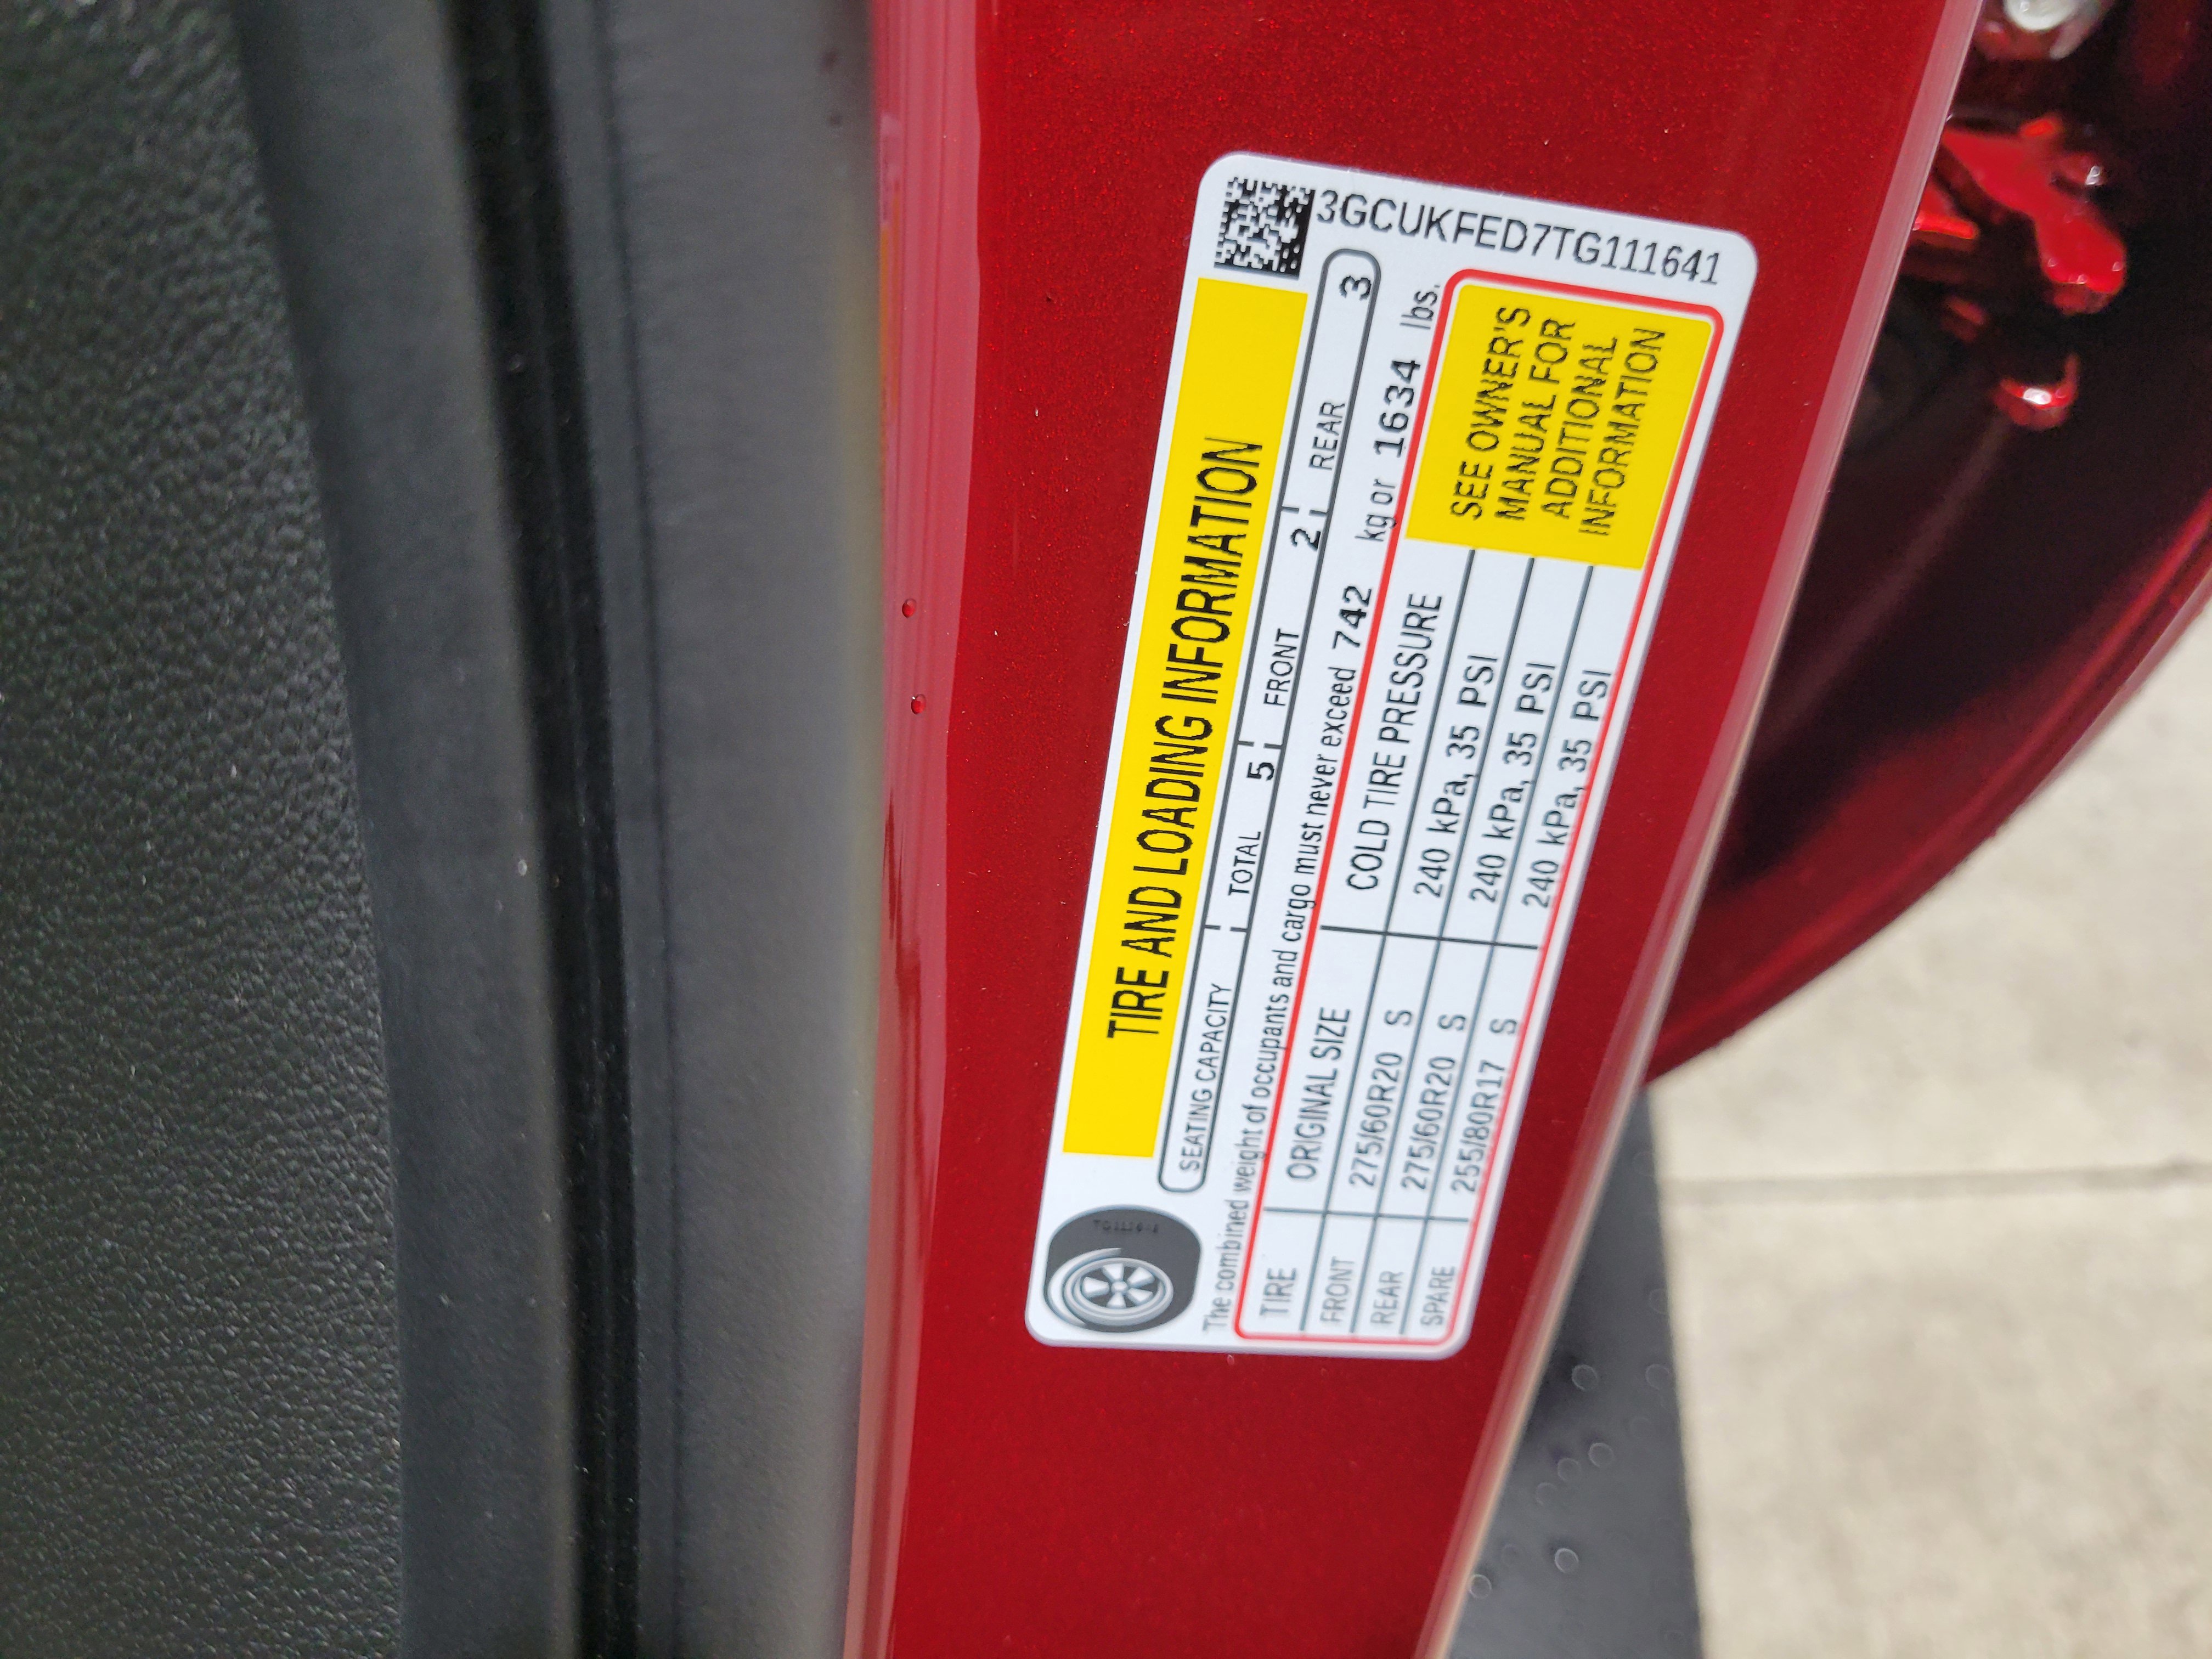 3GCUKFED7TG111641
TIRE AND LOADING INFORMATION
SEATING CAPACITY TOTAL 5 FRONT 2 REAR 3
The combined weight of occupants and cargo must never exceed 742 kg or 1634 lbs.
TIRE ORIGINAL SIZE COLD TIRE PRESSURE
FRONT 275/60R20 S 240 kPa, 35 PSI
REAR 275/60R20 S 240 kPa, 35 PSI
SPARE 255/80R17 S 240 kPa, 35 PSI
SEE OWNER'S
MANUAL FOR
ADDITIONAL
INFORMATION